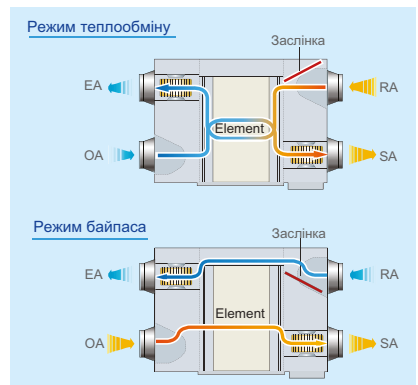 Режим теплообміну
Заслінка
EA
RA
Element
OA
SA
Режим байпаса
Заслінка
EA
RA
Element
OA
SA